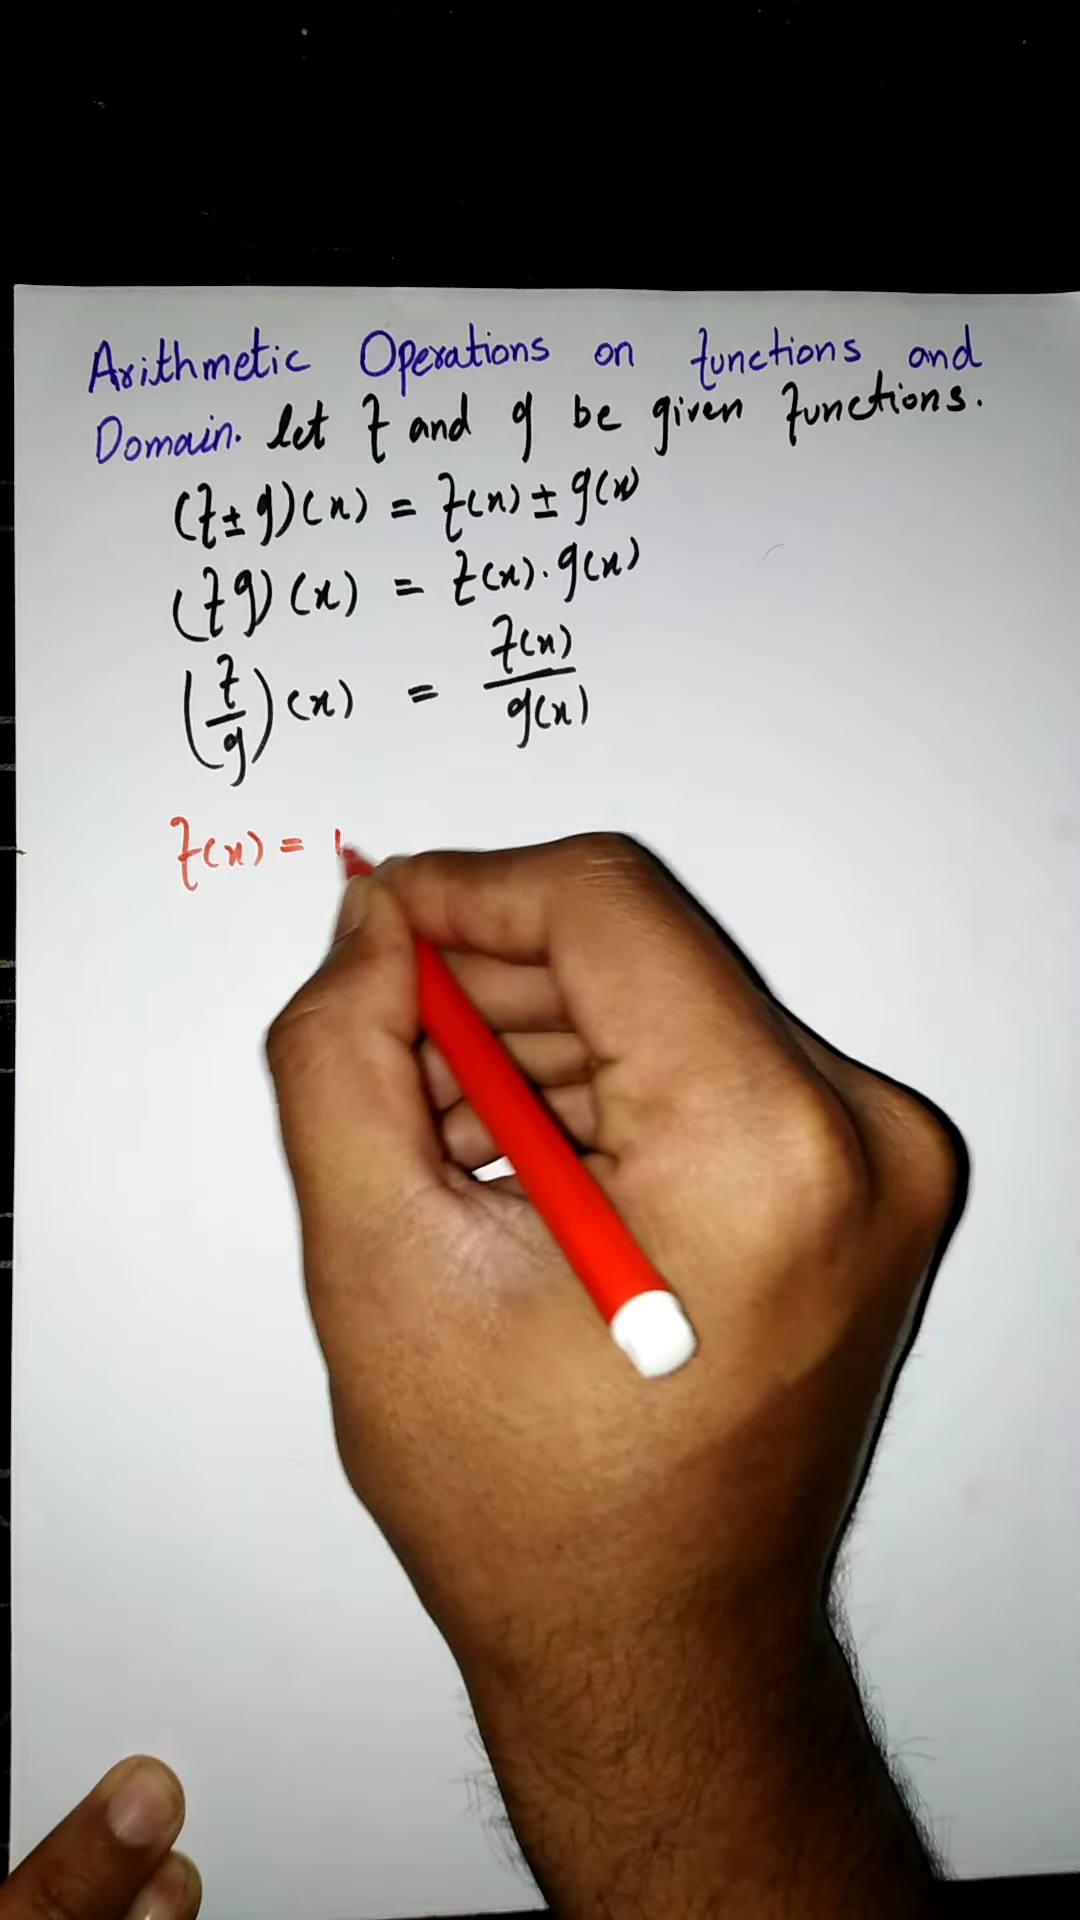 Arithmetic Operations on functions and
Domain. let f and g be given functions.
(f ± g)(x) = f(x) ± g(x)
(fg)(x) = f(x) · g(x)
(f/g)(x) = f(x)/g(x)
f(x) =